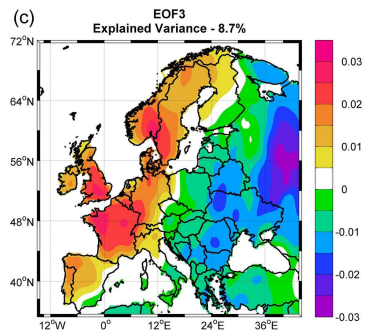 (c)
EOF3
Explained Variance - 8.7%
72°N
64°N
56°N
48°N
40°N
12°W 0° 12°E 24°E 36°E
0.03
0.02
0.01
0
-0.01
-0.02
-0.03